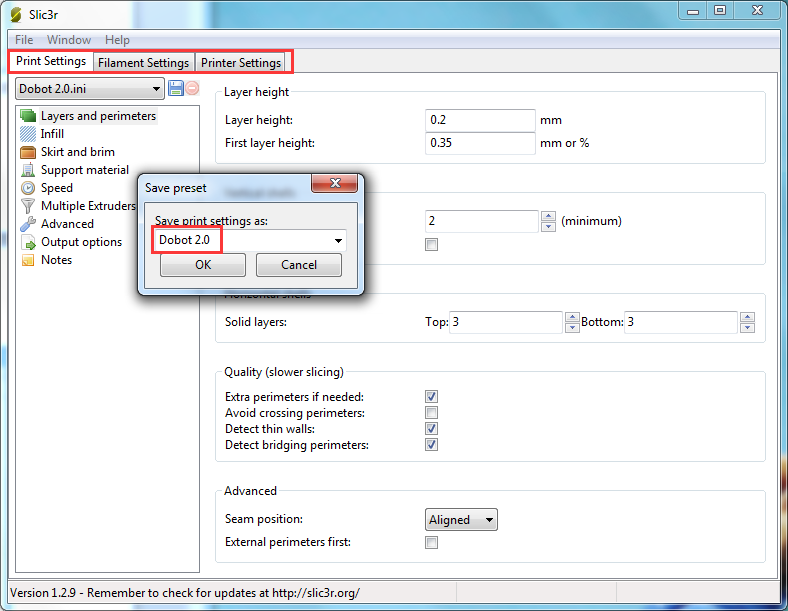 Slic3r
File Window Help
Print Settings Filament Settings Printer Settings
Dobot 2.0.ini
Layers and perimeters
Infill
Skirt and brim
Support material
Speed
Multiple Extruders
Advanced
Output options
Notes
Layer height
Layer height: 0.2 mm
First layer height: 0.35 mm or %
2 (minimum)
Save preset
Save print settings as:
Dobot 2.0
OK Cancel
Horizontal shells
Solid layers: Top: 3 Bottom: 3
Quality (slower slicing)
Extra perimeters if needed:
Avoid crossing perimeters:
Detect thin walls:
Detect bridging perimeters:
Advanced
Seam position: Aligned
External perimeters first:
Version 1.2.9 - Remember to check for updates at http://slic3r.org/